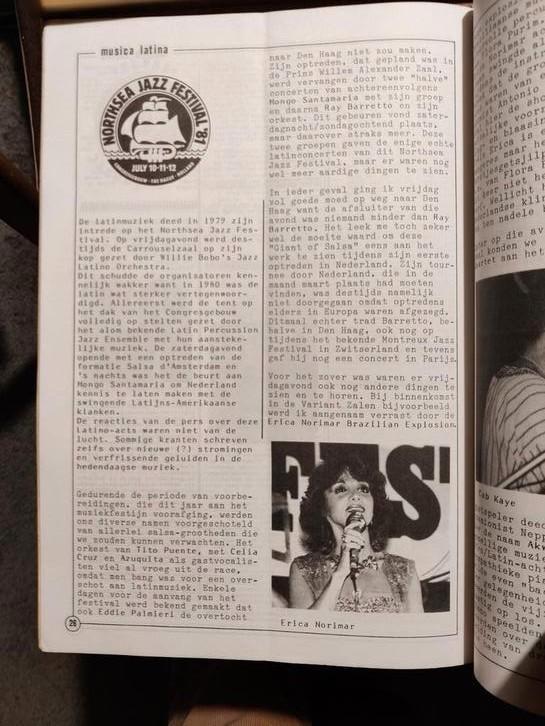 musica latina
NORTHSEA JAZZ FESTIVAL '81
JULY 10-11-12
CONGRESGEBOUW - THE HAGUE - HOLLAND
De latinmuziek deed in 1979 zijn
intrede op het Northsea Jazz Fes-
tival. Op vrijdagavond werd des-
tijds de Carrouselzaal op zijn
kop gezet door Willie Bobo's Jazz
Latino Orchestra.
Dit schudde de organisatoren ken-
nelijk wakker want in 1980 was de
latin wat sterker vertegenwoor-
digd. Allereerst werd de tent op
het dak van het Congresgebouw
volledig op stelten gezet door
het alom bekende Latin Percussion
Jazz Ensemble met hun aansteke-
lijke muziek. De zaterdagavond
opende met een optreden van de
formatie Salsa d'Amsterdam en
's nachts was het de beurt aan
Mongo Santamaria om Nederland
kennis te laten maken met de
swingende Latijns-Amerikaanse
klanken.
De reacties van de pers over deze
Latino-acts waren niet van de
lucht. Sommige kranten schreven
zelfs over nieuwe (?) stromingen
en verfrissende geluiden in de
hedendaagse muziek.
Gedurende de periode van voorbe-
reidingen, die dit jaar aan het
muziekfestijn voorafging, werden
ons diverse namen voorgeschoteld
van allerlei salsa-grootheden die
we zouden kunnen verwachten. Het
orkest van Tito Puente, met Celia
Cruz en Azuquita als gastvocalis-
ten viel al vroeg uit de race,
omdat men bang was voor een over-
schot aan latinmuziek. Enkele
dagen voor de aanvang van het
festival werd bekend gemaakt dat
ook Eddie Palmieri de overtocht
26
naar Den Haag niet zou maken.
Zijn optreden, dat gepland was in
de Prins Willem Alexander Zaal,
werd vervangen door twee "halve"
concerten van achtereenvolgens
Mongo Santamaria met zijn groep
en daarna Ray Barretto en zijn
orkest. Dit gebeuren vond zater-
dagnacht/zondagochtend plaats,
maar daarover straks meer. Deze
twee groepen gaven de enige echte
latinconcerten van dit Northsea
Jazz Festival, maar er waren nog
wel meer aardige dingen te zien.
In ieder geval ging ik vrijdag
vol goede moed op weg naar Den
Haag want de afsluiter van die
avond was niemand minder dan Ray
Barretto. Het leek me toch zeker
wel de moeite waard om deze
"Giant of Salsa" eens aan het
werk te zien tijdens zijn eerste
optreden in Nederland. Zijn tour-
nee door Nederland, die in de
maand maart plaats had moeten
vinden, was destijds namelijk
niet doorgegaan omdat optredens
elders in Europa waren afgezegd.
Ditmaal echter trad Barretto, be-
halve in Den Haag, ook nog op
tijdens het bekende Montreux Jazz
Festival in Zwitserland en tevens
gaf hij nog een concert in Parijs.
Voor het zover was waren er vrij-
dagavond ook nog andere dingen te
zien en te horen. Bij binnenkomst
in de Variant Zalen bijvoorbeeld
werd ik aangenaam verrast door de
Erica Norimar Brazilian Explosion.
Erica Norimar
Cab Kaye